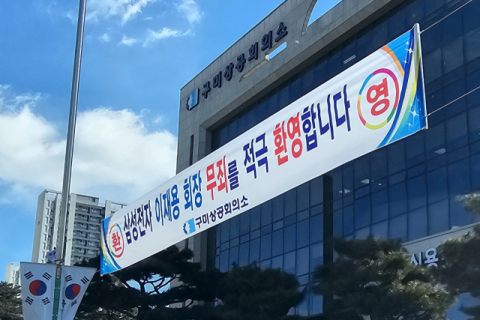 구미상공회의소
환 삼성전자 이재용 회장 무죄를 적극 환영합니다 영
구미상공회의소